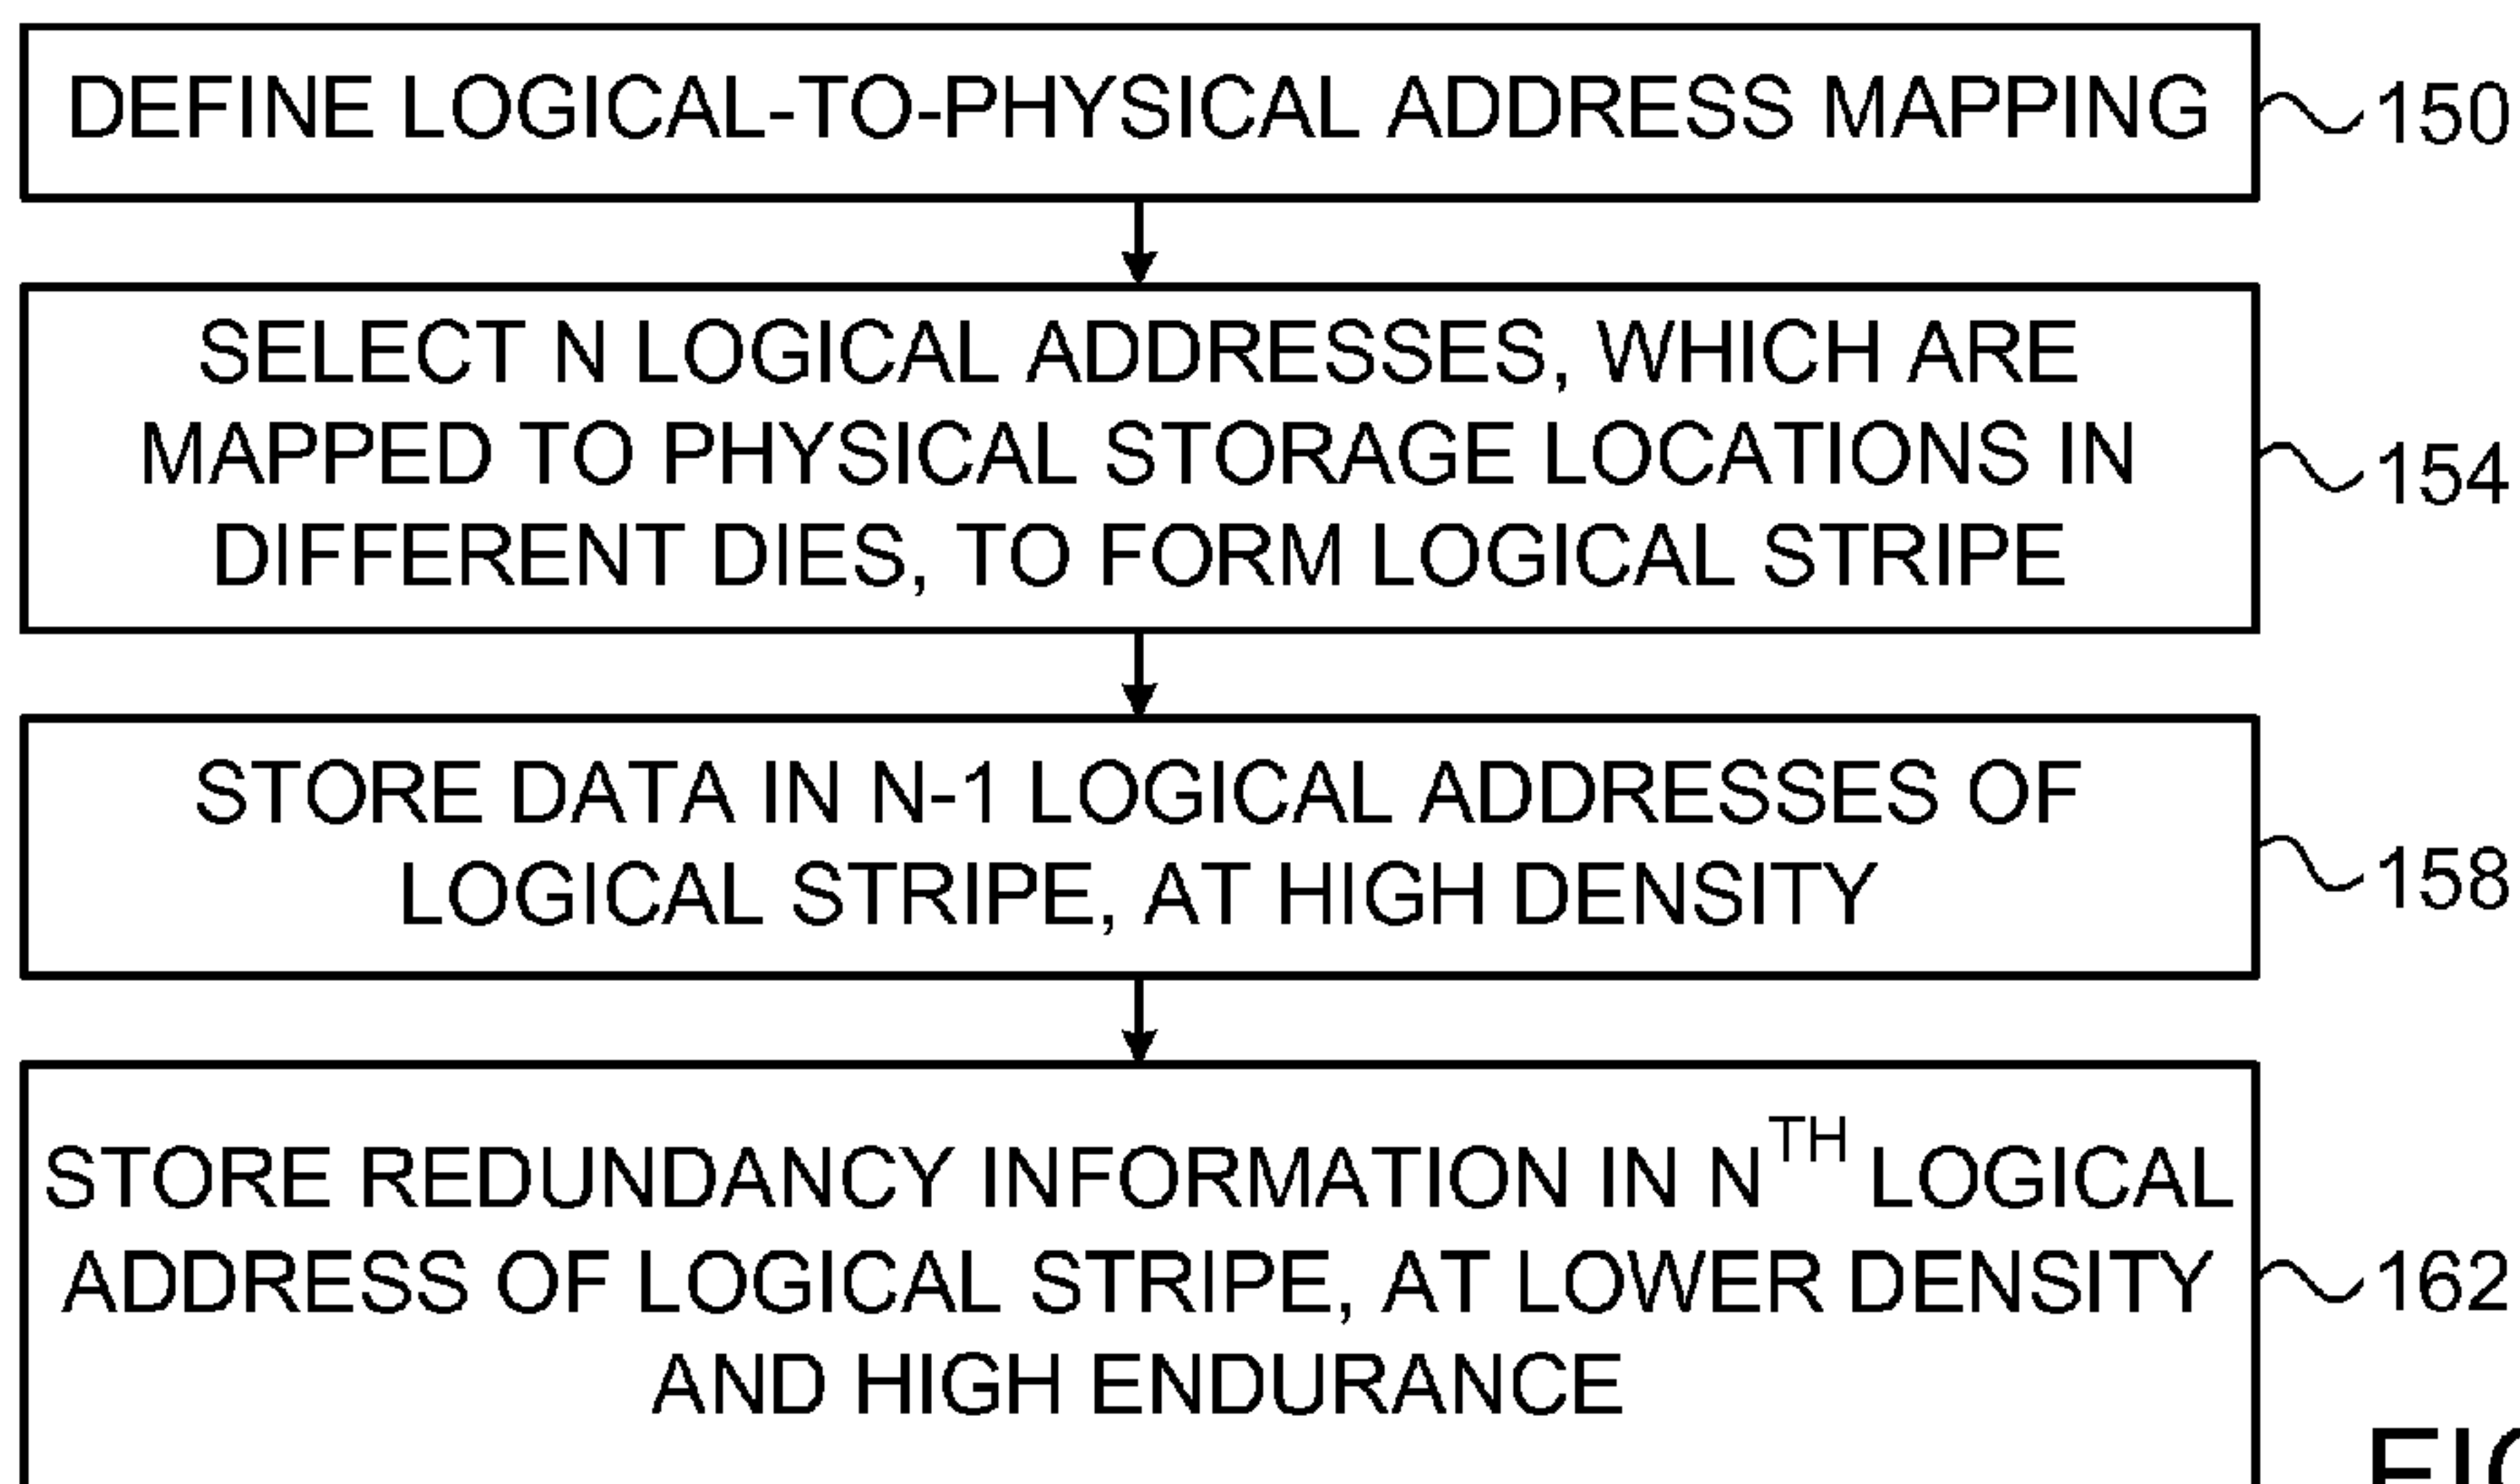 DEFINE LOGICAL-TO-PHYSICAL ADDRESS MAPPING
150
SELECT N LOGICAL ADDRESSES, WHICH ARE
MAPPED TO PHYSICAL STORAGE LOCATIONS IN
DIFFERENT DIES, TO FORM LOGICAL STRIPE
154
STORE DATA IN N-1 LOGICAL ADDRESSES OF
LOGICAL STRIPE, AT HIGH DENSITY
158
STORE REDUNDANCY INFORMATION IN N^TH LOGICAL
ADDRESS OF LOGICAL STRIPE, AT LOWER DENSITY
AND HIGH ENDURANCE
162